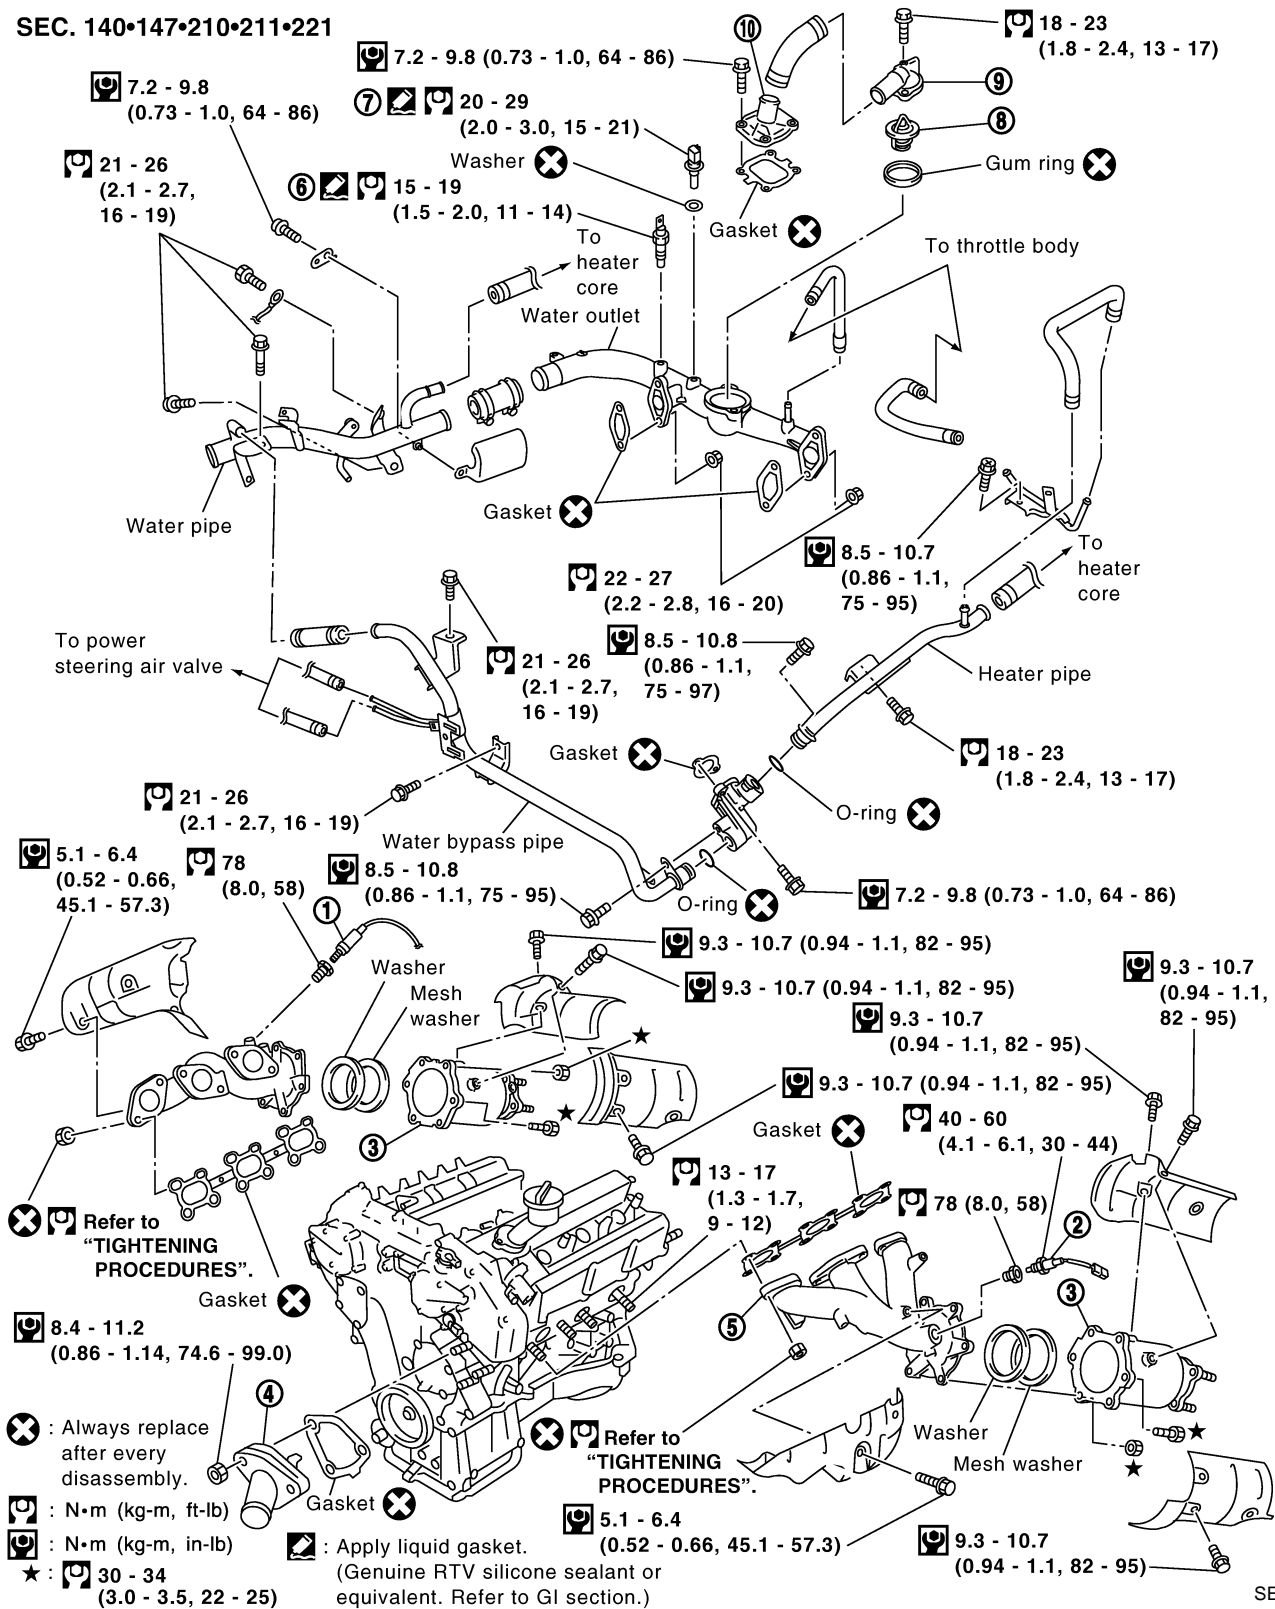 SEC. 140•147•210•211•221
10
18 - 23
(1.8 - 2.4, 13 - 17)
7.2 - 9.8 (0.73 - 1.0, 64 - 86)
9
7.2 - 9.8
(0.73 - 1.0, 64 - 86)
7
20 - 29
(2.0 - 3.0, 15 - 21)
8
Washer
Gum ring
21 - 26
(2.1 - 2.7,
16 - 19)
6
15 - 19
(1.5 - 2.0, 11 - 14)
Gasket
To
heater
core
To throttle body
Water outlet
Gasket
Water pipe
8.5 - 10.7
(0.86 - 1.1,
75 - 95)
To
heater
core
22 - 27
(2.2 - 2.8, 16 - 20)
To power
steering air valve
21 - 26
(2.1 - 2.7,
16 - 19)
8.5 - 10.8
(0.86 - 1.1,
75 - 97)
Heater pipe
18 - 23
(1.8 - 2.4, 13 - 17)
Gasket
21 - 26
(2.1 - 2.7, 16 - 19)
O-ring
Water bypass pipe
5.1 - 6.4
(0.52 - 0.66,
45.1 - 57.3)
78
(8.0, 58)
8.5 - 10.8
(0.86 - 1.1, 75 - 95)
1
O-ring
7.2 - 9.8 (0.73 - 1.0, 64 - 86)
9.3 - 10.7 (0.94 - 1.1, 82 - 95)
Washer
Mesh
washer
9.3 - 10.7 (0.94 - 1.1, 82 - 95)
9.3 - 10.7
(0.94 - 1.1,
82 - 95)
9.3 - 10.7
(0.94 - 1.1, 82 - 95)
★
9.3 - 10.7 (0.94 - 1.1, 82 - 95)
★
3
Gasket
40 - 60
(4.1 - 6.1, 30 - 44)
13 - 17
(1.3 - 1.7,
9 - 12)
78 (8.0, 58)
2
Refer to
“TIGHTENING
PROCEDURES”.
Gasket
3
5
8.4 - 11.2
(0.86 - 1.14, 74.6 - 99.0)
4
Washer
★
Mesh washer
★
Refer to
“TIGHTENING
PROCEDURES”.
: Always replace
after every
disassembly.
Gasket
: N•m (kg-m, ft-lb)
: N•m (kg-m, in-lb)
5.1 - 6.4
(0.52 - 0.66, 45.1 - 57.3)
9.3 - 10.7
(0.94 - 1.1, 82 - 95)
★ : 30 - 34
(3.0 - 3.5, 22 - 25)
: Apply liquid gasket.
(Genuine RTV silicone sealant or
equivalent. Refer to GI section.)
SE